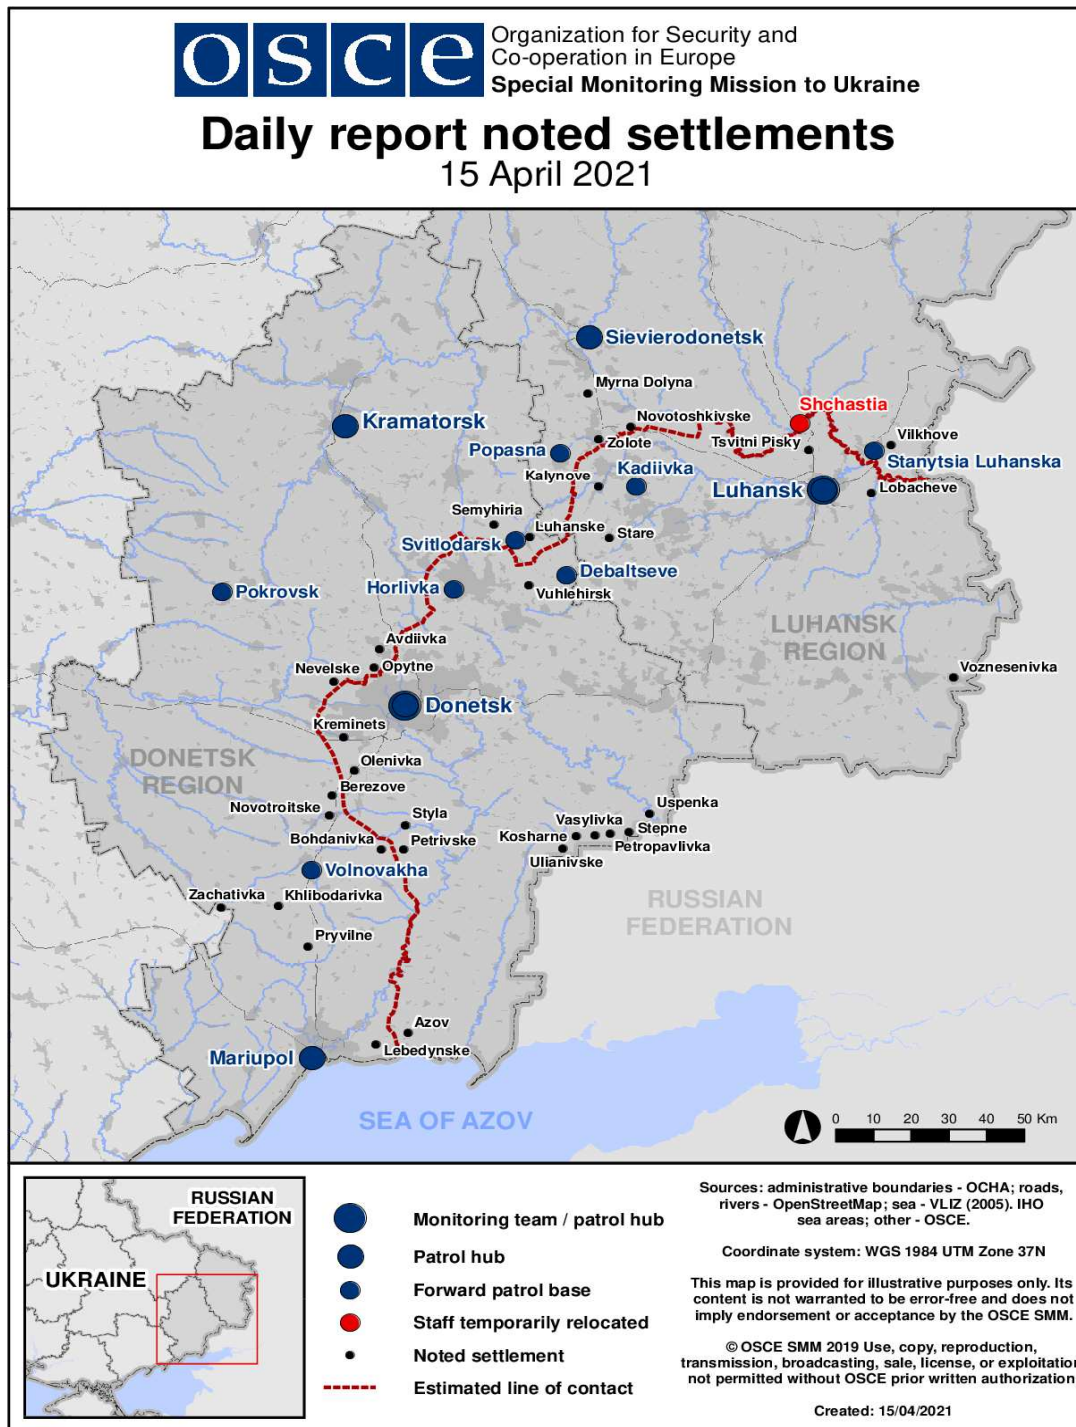 osce
Organization for Security and
Co-operation in Europe
Special Monitoring Mission to Ukraine
Daily report noted settlements
15 April 2021
Sievierodonetsk
Myrna Dolyna
Shchastia
Kramatorsk
Novotoshkivske
Zolote
Tsvitni Pisky
Vilkhove
Popasna
Stanytsia Luhanska
Kalynove
Kadiivka
Luhansk
Lobacheve
Semyhiria
Luhanske
Stare
Svitlodarsk
Debaltseve
Pokrovsk
Horlivka
Vuhlehirsk
LUHANSK
REGION
Avdiivka
Opytne
Nevelske
Voznesenivka
Donetsk
Kreminets
DONETSK
REGION
Olenivka
Berezove
Novotroitske
Styla
Uspenka
Vasylivka
Stepne
Kosharne
Bohdanivka
Petrivske
Petropavlivka
Ulianivske
Volnovakha
Zachativka
Khlibodarivka
RUSSIAN
FEDERATION
Pryvilne
Azov
Lebedynske
Mariupol
SEA OF AZOV
0 10 20 30 40 50 Km
RUSSIAN
FEDERATION
UKRAINE
Monitoring team / patrol hub
Patrol hub
Forward patrol base
Staff temporarily relocated
Noted settlement
Estimated line of contact
Sources: administrative boundaries - OCHA; roads,
rivers - OpenStreetMap; sea - VLIZ (2005). IHO
sea areas; other - OSCE.
Coordinate system: WGS 1984 UTM Zone 37N
This map is provided for illustrative purposes only. Its
content is not warranted to be error-free and does not
imply endorsement or acceptance by the OSCE SMM.
© OSCE SMM 2019 Use, copy, reproduction,
transmission, broadcasting, sale, license, or exploitation
not permitted without OSCE prior written authorization
Created: 15/04/2021